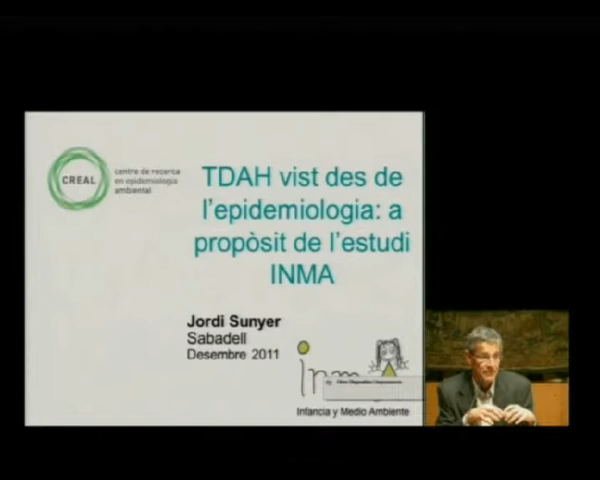 CREAL
centre de recerca
en epidemiologia
ambiental
TDAH vist des de
l'epidemiologia: a
propòsit de l'estudi
INMA
Jordi Sunyer
Sabadell
Desembre 2011
inma
Infancia y Medio Ambiente